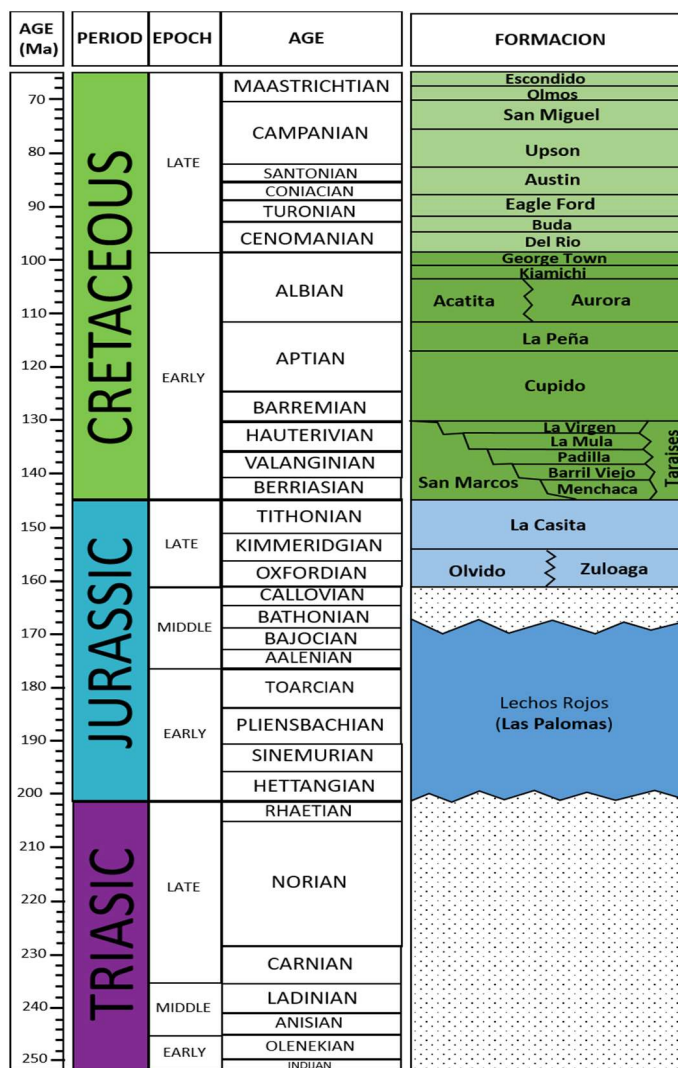 AGE
(Ma)
PERIOD
EPOCH
AGE
FORMACION
70
80
90
100
110
120
130
140
150
160
170
180
190
200
210
220
230
240
250
CRETACEOUS
JURASSIC
TRIASIC
LATE
EARLY
LATE
MIDDLE
EARLY
LATE
MIDDLE
EARLY
MAASTRICHTIAN
CAMPANIAN
SANTONIAN
CONIACIAN
TURONIAN
CENOMANIAN
ALBIAN
APTIAN
BARREMIAN
HAUTERIVIAN
VALANGINIAN
BERRIASIAN
TITHONIAN
KIMMERIDGIAN
OXFORDIAN
CALLOVIAN
BATHONIAN
BAJOCIAN
AALENIAN
TOARCIAN
PLIENSBACHIAN
SINEMURIAN
HETTANGIAN
RHAETIAN
NORIAN
CARNIAN
LADINIAN
ANISIAN
OLENEKIAN
Escondido
Olmos
San Miguel
Upson
Austin
Eagle Ford
Buda
Del Rio
George Town
Kiamichi
Acatita
Aurora
La Peña
Cupido
La Virgen
La Mula
Padilla
Barril Viejo
San Marcos
Menchaca
Taraises
La Casita
Olvido
Zuloaga
Lechos Rojos
(Las Palomas)